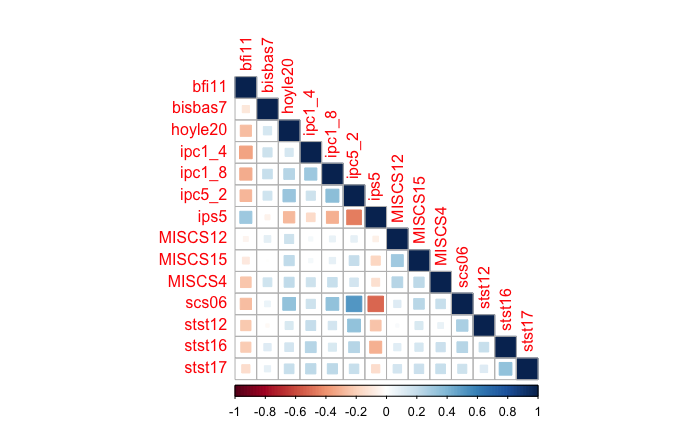 bfi11
bisbas7
hoyle20
ipc1_4
ipc1_8
ipc5_2
ips5
MISCS12
MISCS15
MISCS4
scs06
stst12
stst16
stst17
bfi11
bisbas7
hoyle20
ipc1_4
ipc1_8
ipc5_2
ips5
MISCS12
MISCS15
MISCS4
scs06
stst12
stst16
stst17
-1 -0.8 -0.6 -0.4 -0.2 0 0.2 0.4 0.6 0.8 1